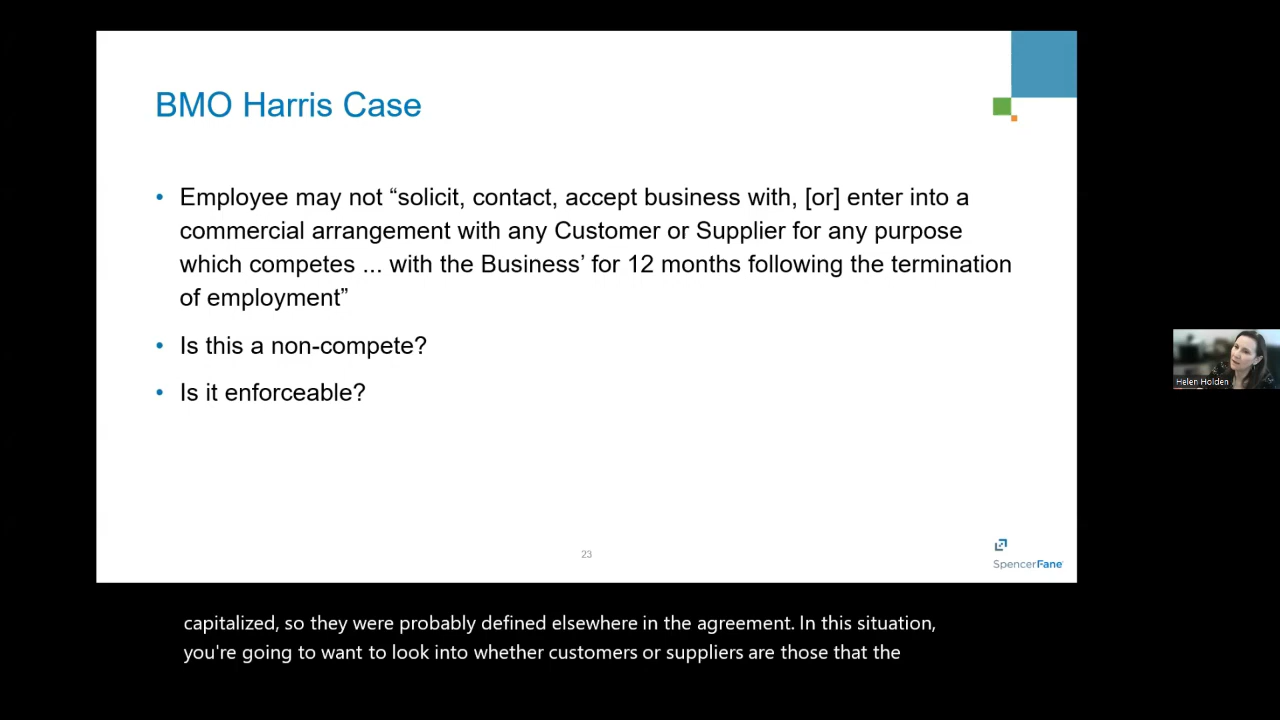 BMO Harris Case
• Employee may not “solicit, contact, accept business with, [or] enter into a
commercial arrangement with any Customer or Supplier for any purpose
which competes ... with the Business’ for 12 months following the termination
of employment”
• Is this a non-compete?
• Is it enforceable?
Helen Holden
23
SpencerFane
capitalized, so they were probably defined elsewhere in the agreement. In this situation,
you're going to want to look into whether customers or suppliers are those that the